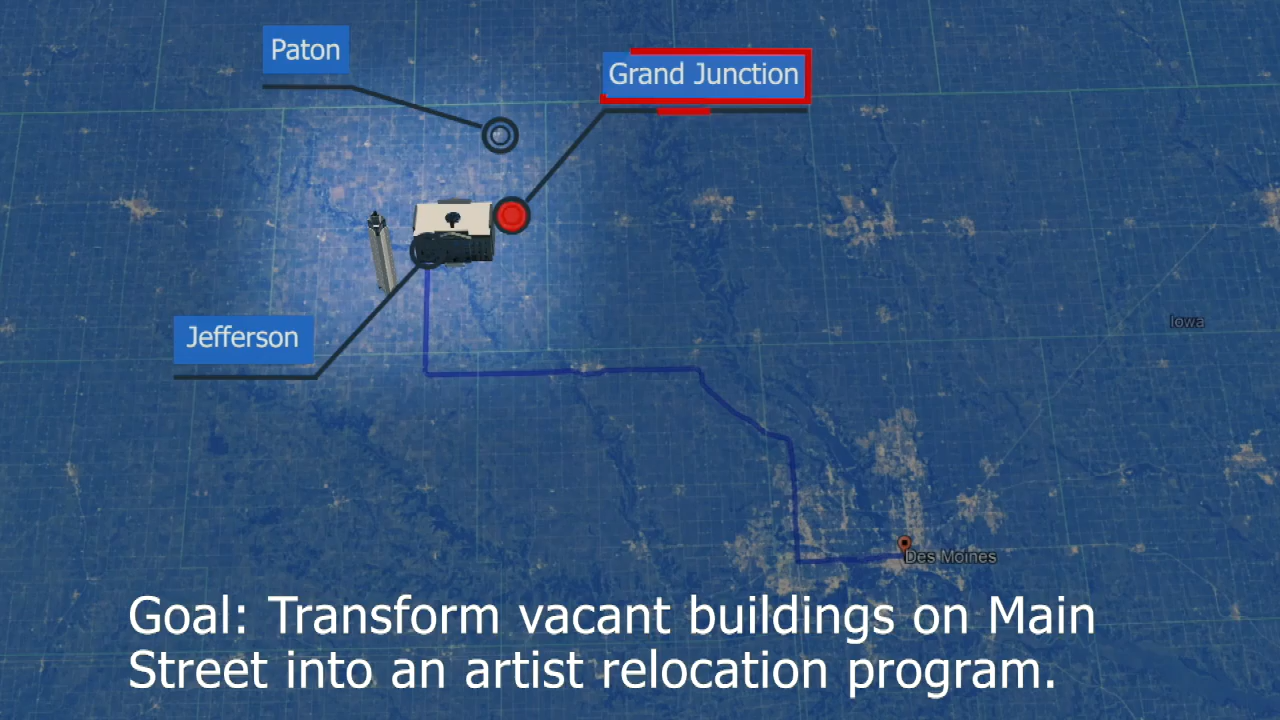 Paton
Grand Junction
Jefferson
Iowa
Des Moines
Goal: Transform vacant buildings on Main
Street into an artist relocation program.